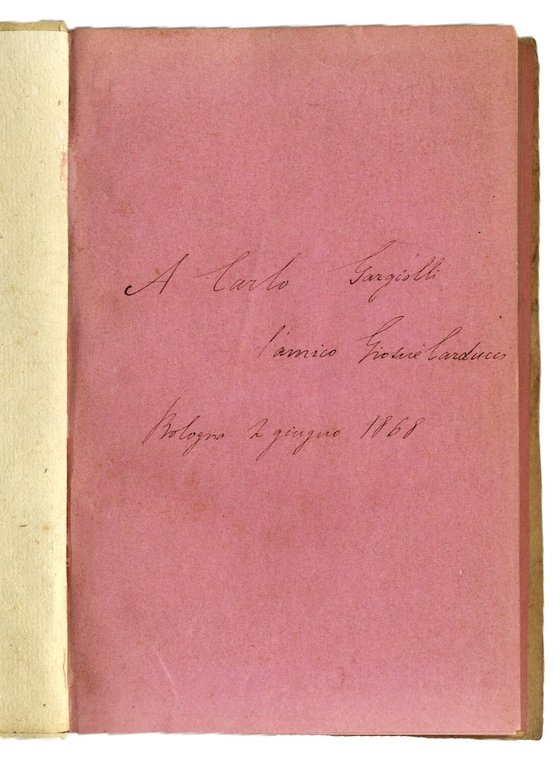 A Carlo Gargiolli
l'amico Giosuè Carducci
Bologna 2 giugno 1868